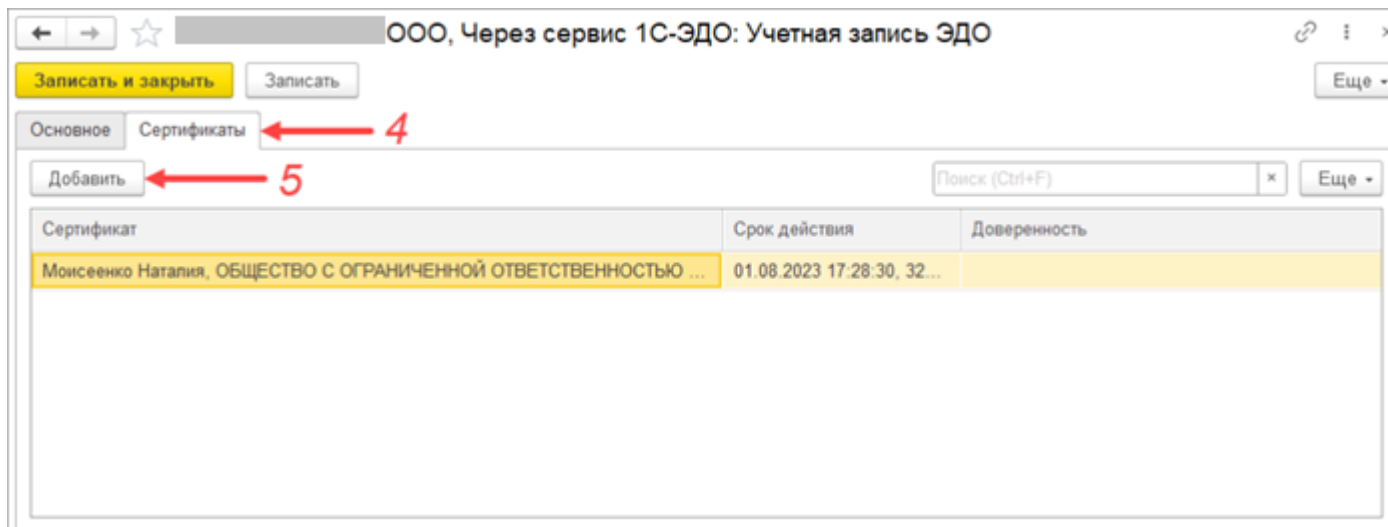 ООО, Через сервис 1С-ЭДО: Учетная запись ЭДО
Записать и закрыть Записать Еще
Основное Сертификаты 4
Добавить 5 Поиск (Ctrl+F) × Еще
Сертификат Срок действия Доверенность
Моисеенко Наталия, ОБЩЕСТВО С ОГРАНИЧЕННОЙ ОТВЕТСТВЕННОСТЬЮ ... 01.08.2023 17:28:30, 32...